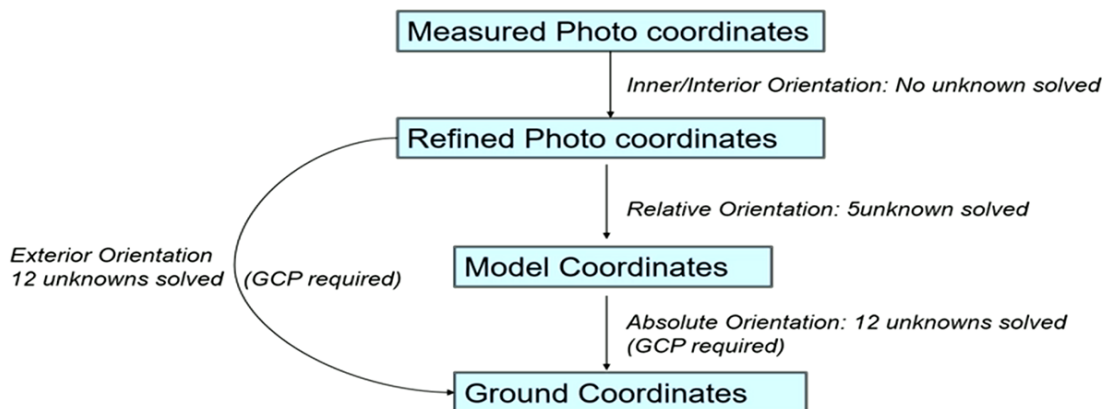 Measured Photo coordinates
Inner/Interior Orientation: No unknown solved
Refined Photo coordinates
Relative Orientation: 5unknown solved
Exterior Orientation
12 unknowns solved (GCP required)
Model Coordinates
Absolute Orientation: 12 unknowns solved
(GCP required)
Ground Coordinates